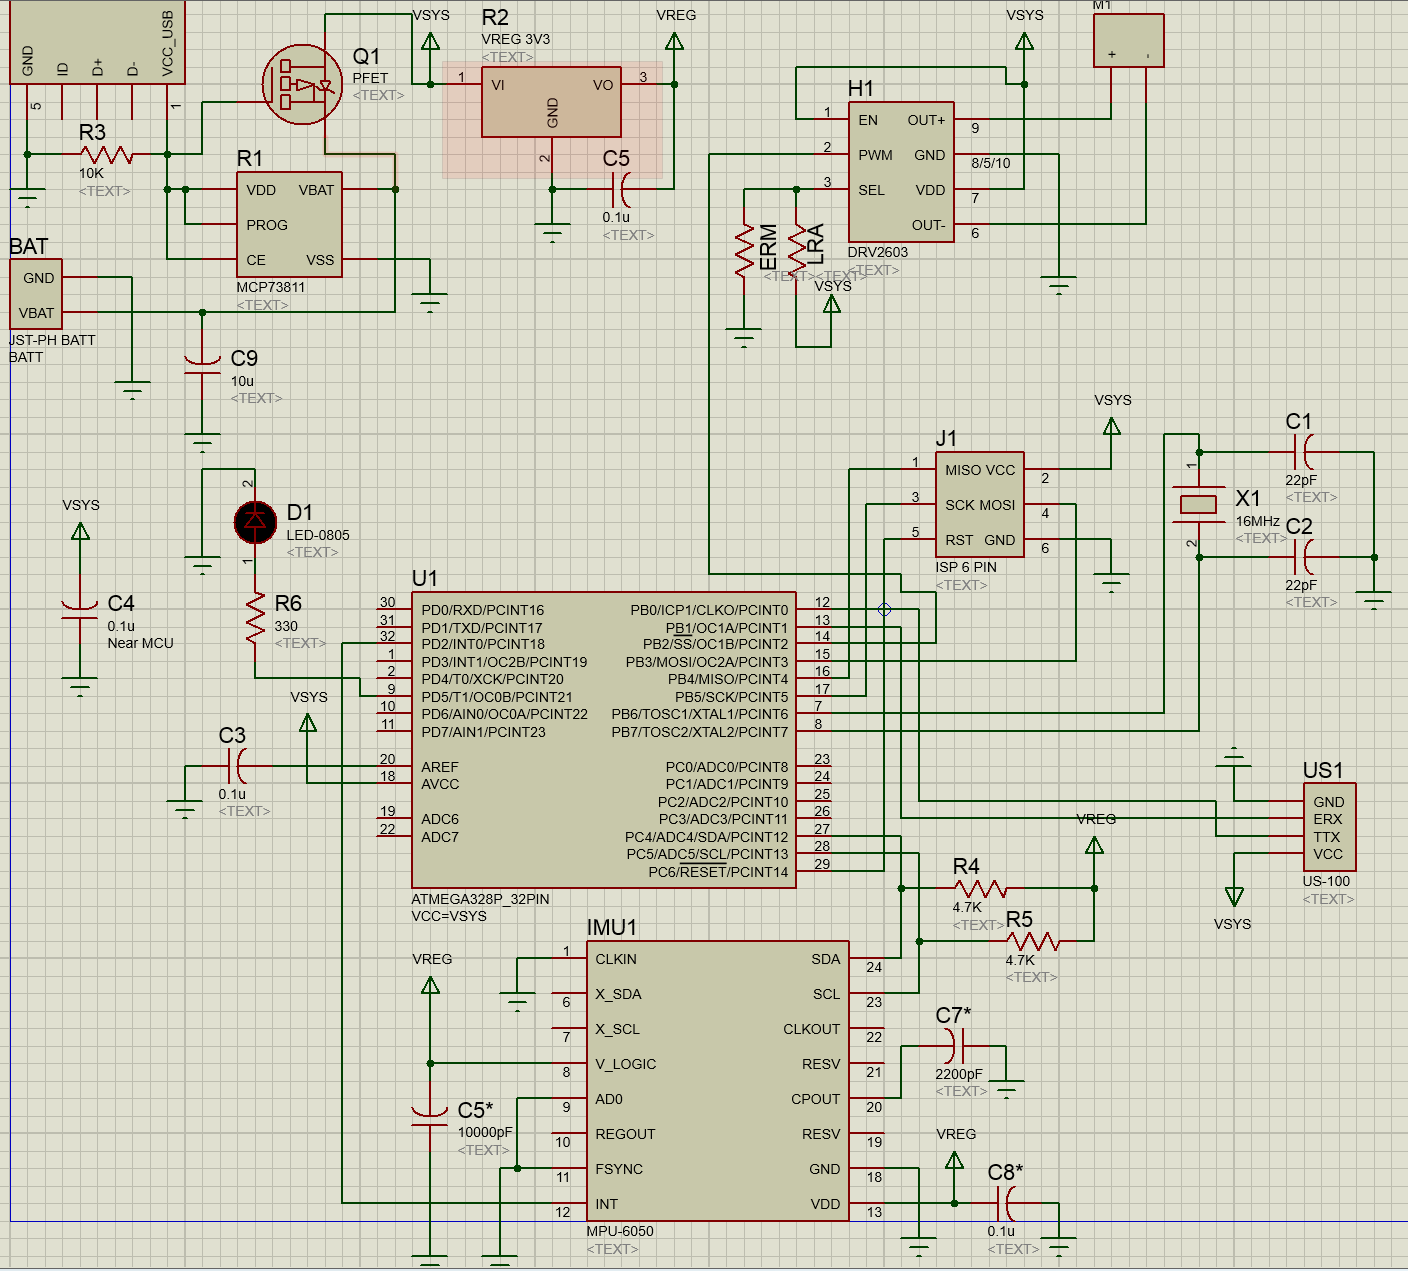 GND
ID
D+
D-
VCC_USB
5
1
R3
10K
<TEXT>
Q1
PFET
<TEXT>
VSYS
R2
VREG 3V3
<TEXT>
1
VI
VO
3
GND
2
VREG
C5
0.1u
<TEXT>
R1
VDD
VBAT
PROG
CE
VSS
MCP73811
<TEXT>
BAT
GND
VBAT
JST-PH BATT
BATT
C9
10u
<TEXT>
VSYS
M1
+
-
H1
1
EN
OUT+
9
2
PWM
GND
8/5/10
3
SEL
VDD
7
OUT-
6
DRV2603
<TEXT>
ERM
<TEXT>
LRA
<TEXT>
VSYS
VSYS
C4
0.1u
Near MCU
2
D1
LED-0805
<TEXT>
1
R6
330
<TEXT>
VSYS
C3
0.1u
<TEXT>
VSYS
J1
1
MISO VCC
2
3
SCK MOSI
4
5
RST GND
6
ISP 6 PIN
<TEXT>
1
X1
16MHz
<TEXT>
2
C1
22pF
<TEXT>
C2
22pF
<TEXT>
U1
30 PD0/RXD/PCINT16
31 PD1/TXD/PCINT17
32 PD2/INT0/PCINT18
1 PD3/INT1/OC2B/PCINT19
2 PD4/T0/XCK/PCINT20
9 PD5/T1/OC0B/PCINT21
10 PD6/AIN0/OC0A/PCINT22
11 PD7/AIN1/PCINT23
20 AREF
18 AVCC
19 ADC6
22 ADC7
PB0/ICP1/CLKO/PCINT0 12
PB1/OC1A/PCINT1 13
PB2/SS/OC1B/PCINT2 14
PB3/MOSI/OC2A/PCINT3 15
PB4/MISO/PCINT4 16
PB5/SCK/PCINT5 17
PB6/TOSC1/XTAL1/PCINT6 7
PB7/TOSC2/XTAL2/PCINT7 8
PC0/ADC0/PCINT8 23
PC1/ADC1/PCINT9 24
PC2/ADC2/PCINT10 25
PC3/ADC3/PCINT11 26
PC4/ADC4/SDA/PCINT12 27
PC5/ADC5/SCL/PCINT13 28
PC6/RESET/PCINT14 29
ATMEGA328P_32PIN
VCC=VSYS
US1
GND
ERX
TTX
VCC
US-100
<TEXT>
VSYS
VREG
R4
4.7K
<TEXT>
R5
4.7K
<TEXT>
IMU1
1 CLKIN
6 X_SDA
7 X_SCL
8 V_LOGIC
9 AD0
10 REGOUT
11 FSYNC
12 INT
SDA 24
SCL 23
CLKOUT 22
RESV 21
CPOUT 20
RESV 19
GND 18
VDD 13
MPU-6050
<TEXT>
VREG
C5*
10000pF
<TEXT>
C7*
2200pF
<TEXT>
VREG
C8*
0.1u
<TEXT>